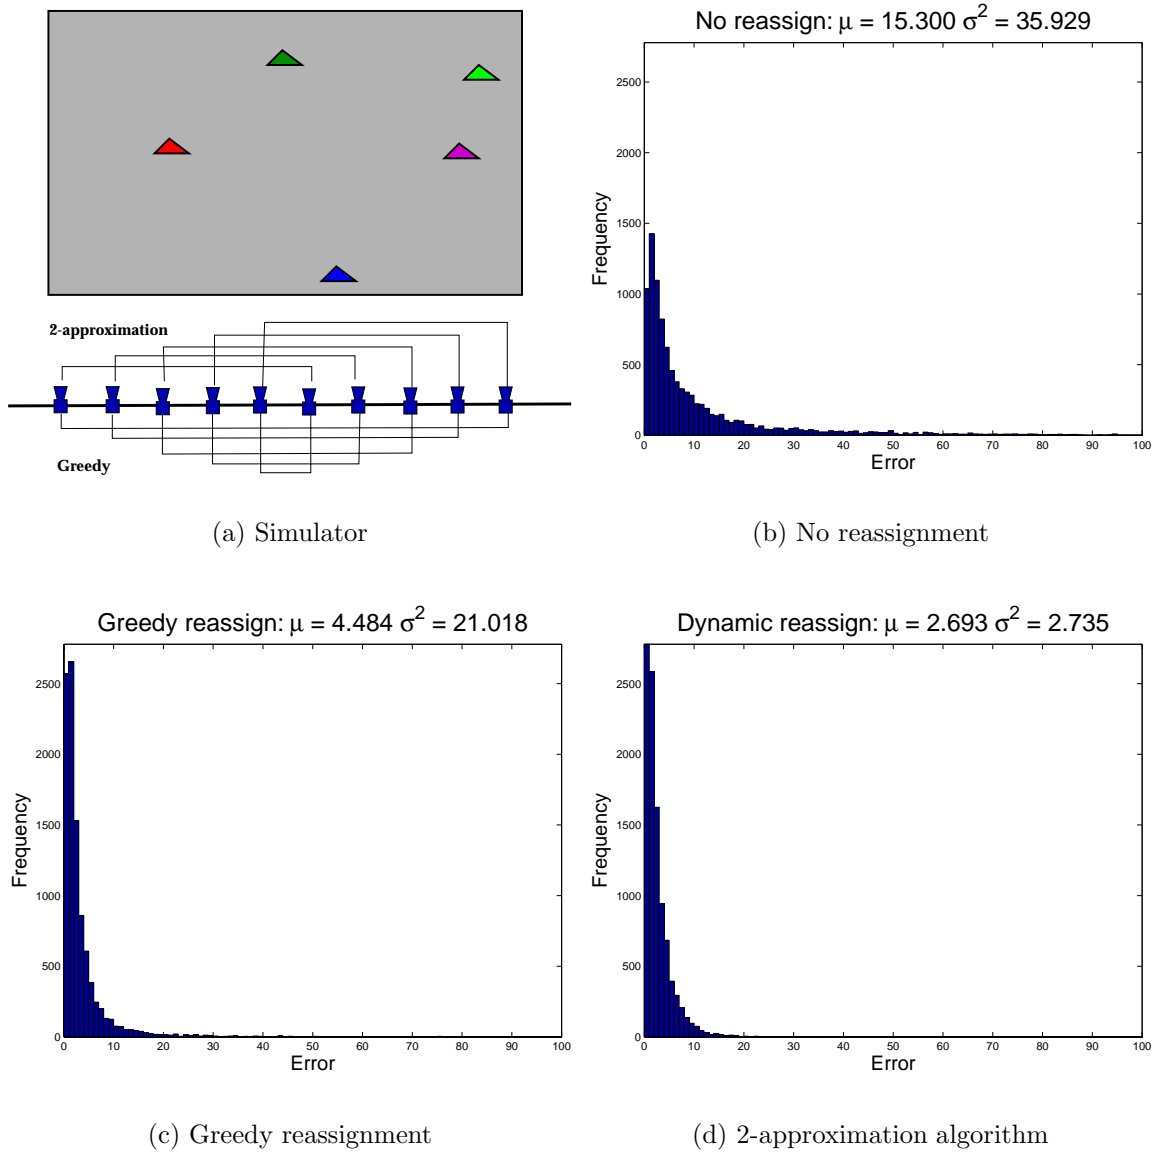 2-approximation
Greedy
(a) Simulator
No reassign: μ = 15.300 σ² = 35.929
Frequency
2500
2000
1500
1000
500
0
0 10 20 30 40 50 60 70 80 90 100
Error
(b) No reassignment
Greedy reassign: μ = 4.484 σ² = 21.018
Frequency
2500
2000
1500
1000
500
0
0 10 20 30 40 50 60 70 80 90 100
Error
(c) Greedy reassignment
Dynamic reassign: μ = 2.693 σ² = 2.735
Frequency
2500
2000
1500
1000
500
0
0 10 20 30 40 50 60 70 80 90 100
Error
(d) 2-approximation algorithm